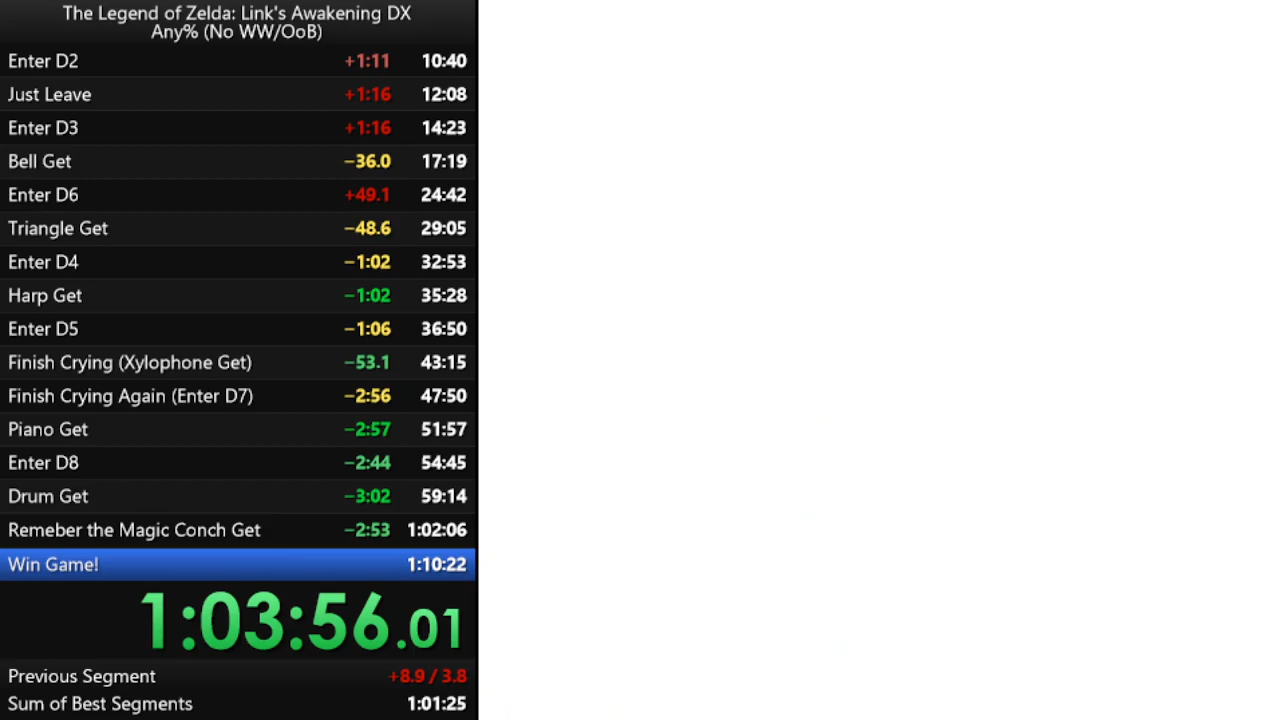 The Legend of Zelda: Link's Awakening DX
Any% (No WW/OoB)
Enter D2 +1:11 10:40
Just Leave +1:16 12:08
Enter D3 +1:16 14:23
Bell Get −36.0 17:19
Enter D6 +49.1 24:42
Triangle Get −48.6 29:05
Enter D4 −1:02 32:53
Harp Get −1:02 35:28
Enter D5 −1:06 36:50
Finish Crying (Xylophone Get) −53.1 43:15
Finish Crying Again (Enter D7) −2:56 47:50
Piano Get −2:57 51:57
Enter D8 −2:44 54:45
Drum Get −3:02 59:14
Remeber the Magic Conch Get −2:53 1:02:06
Win Game! 1:10:22
1:03:56.01
Previous Segment +8.9 / 3.8
Sum of Best Segments 1:01:25